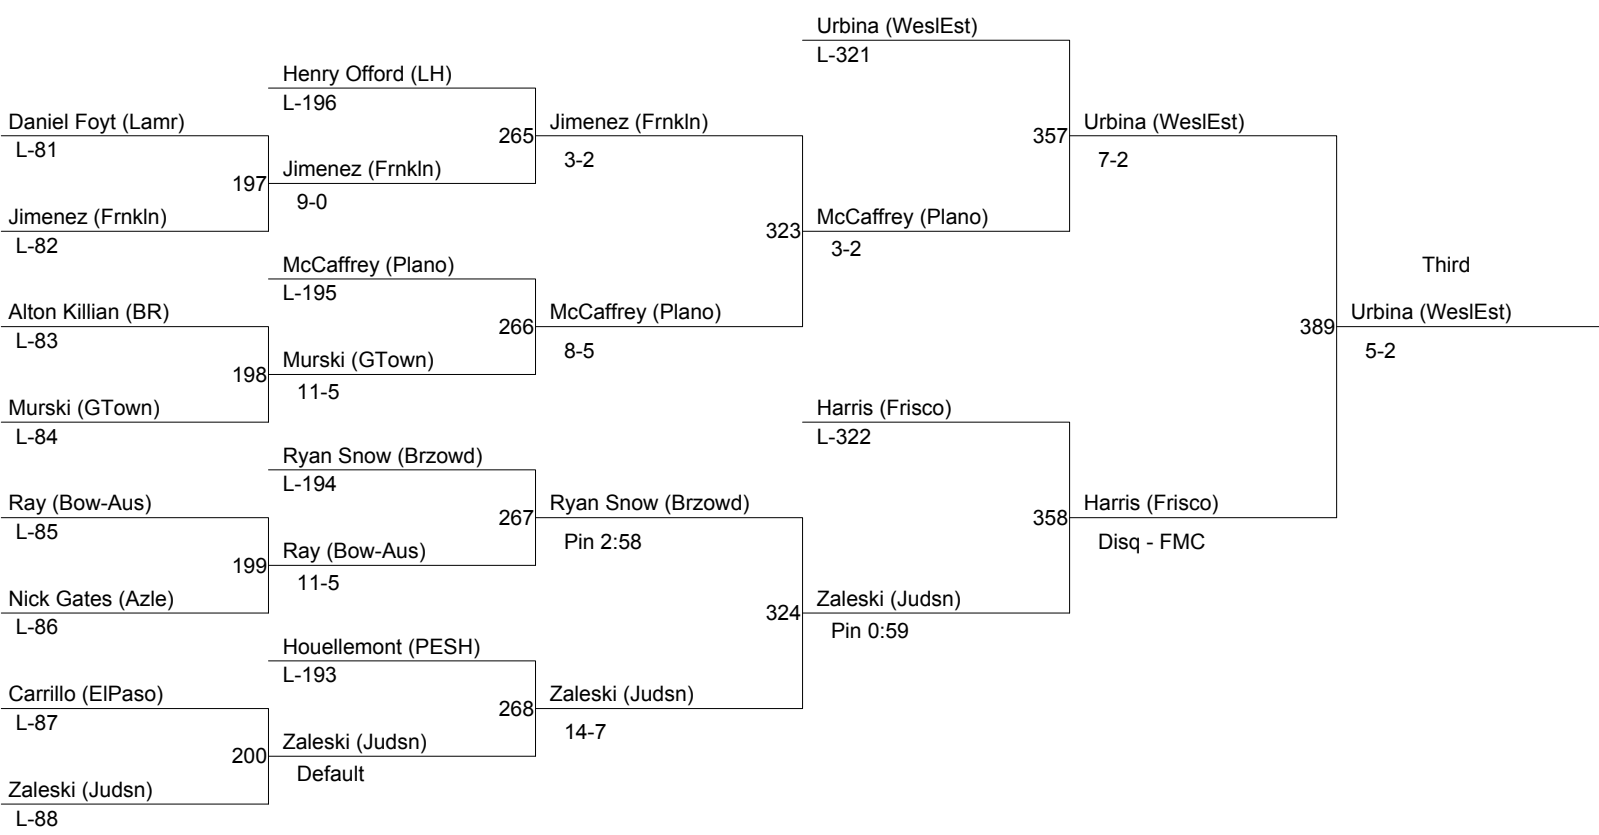 Urbina (WeslEst)
L-321
Henry Offord (LH)
L-196
Daniel Foyt (Lamr)
L-81
265
Jimenez (Frnkln)
3-2
357
Urbina (WeslEst)
7-2
197
Jimenez (Frnkln)
9-0
Jimenez (Frnkln)
L-82
323
McCaffrey (Plano)
3-2
McCaffrey (Plano)
L-195
Third
Alton Killian (BR)
L-83
266
McCaffrey (Plano)
8-5
389
Urbina (WeslEst)
5-2
198
Murski (GTown)
11-5
Murski (GTown)
L-84
Harris (Frisco)
L-322
Ryan Snow (Brzowd)
L-194
Ray (Bow-Aus)
L-85
267
Ryan Snow (Brzowd)
Pin 2:58
358
Harris (Frisco)
Disq - FMC
199
Ray (Bow-Aus)
11-5
Nick Gates (Azle)
L-86
324
Zaleski (Judsn)
Pin 0:59
Houellemont (PESH)
L-193
Carrillo (ElPaso)
L-87
268
Zaleski (Judsn)
14-7
200
Zaleski (Judsn)
Default
Zaleski (Judsn)
L-88